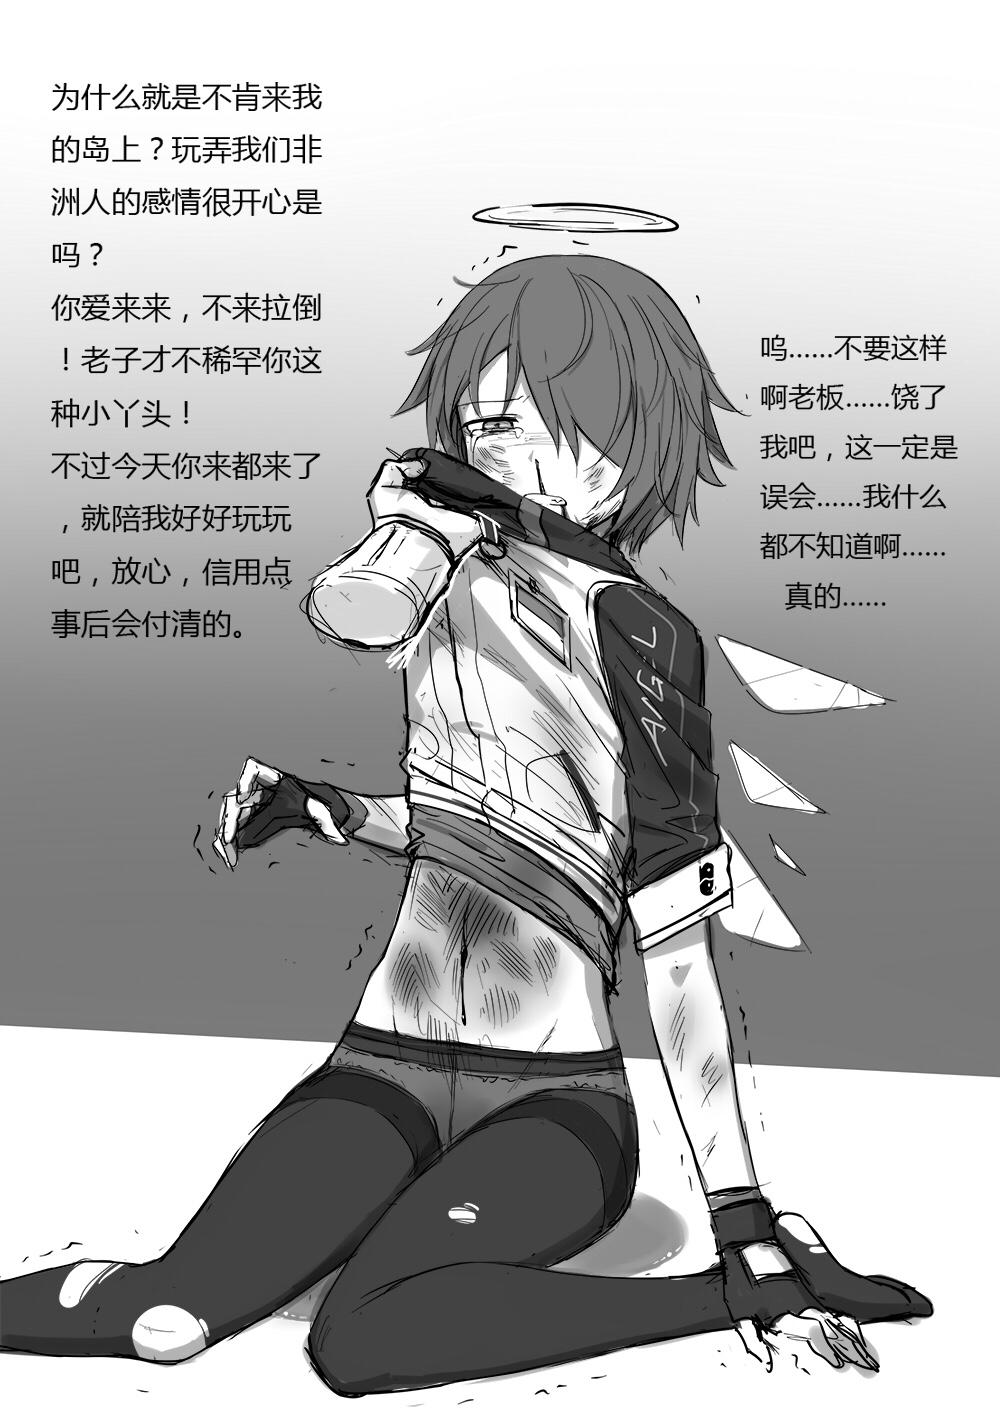 为什么就是不肯来我
的岛上？玩弄我们非
洲人的感情很开心是
吗？
你爱来来，不来拉倒
！老子才不稀罕你这
种小丫头！
不过今天你来都来了
，就陪我好好玩玩
吧，放心，信用点
事后会付清的。
呜……不要这样
啊老板……饶了
我吧，这一定是
误会……我什么
都不知道啊……
真的……